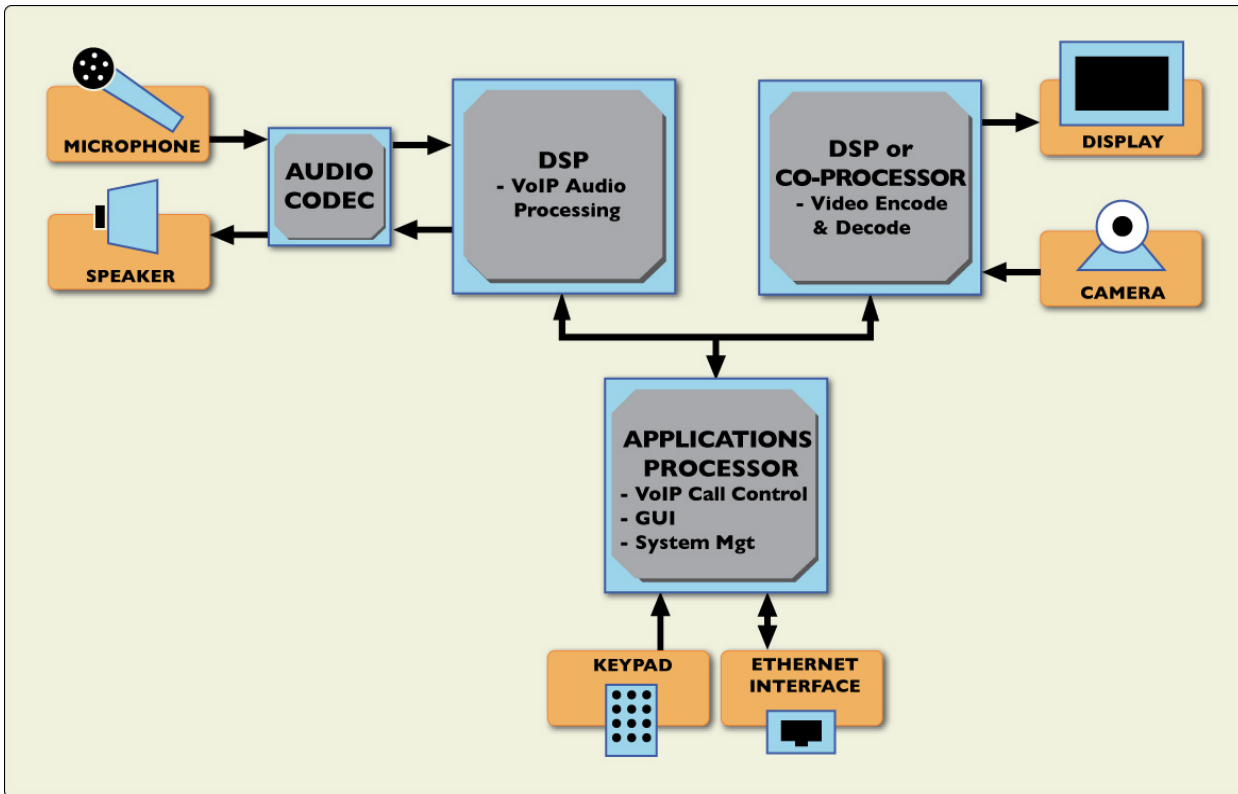 MICROPHONE
SPEAKER
AUDIO
CODEC
DSP
- VoIP Audio
Processing
DSP or
CO-PROCESSOR
- Video Encode
& Decode
DISPLAY
CAMERA
APPLICATIONS
PROCESSOR
- VoIP Call Control
- GUI
- System Mgt
KEYPAD
ETHERNET
INTERFACE